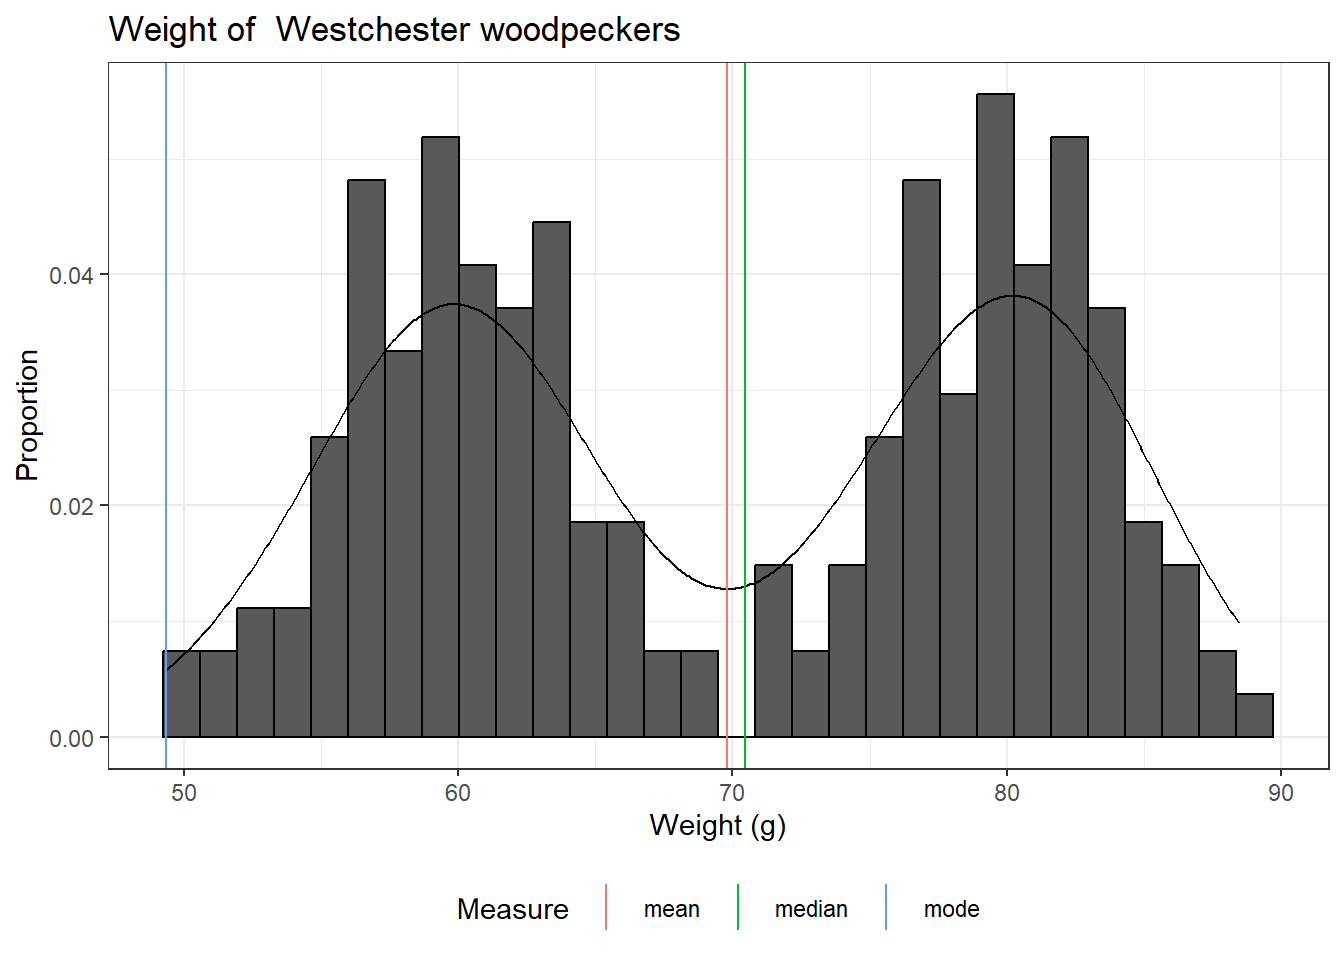 Weight of  Westchester woodpeckers
Proportion
0.04
0.02
0.00
50 60 70 80 90
Weight (g)
Measure mean median mode